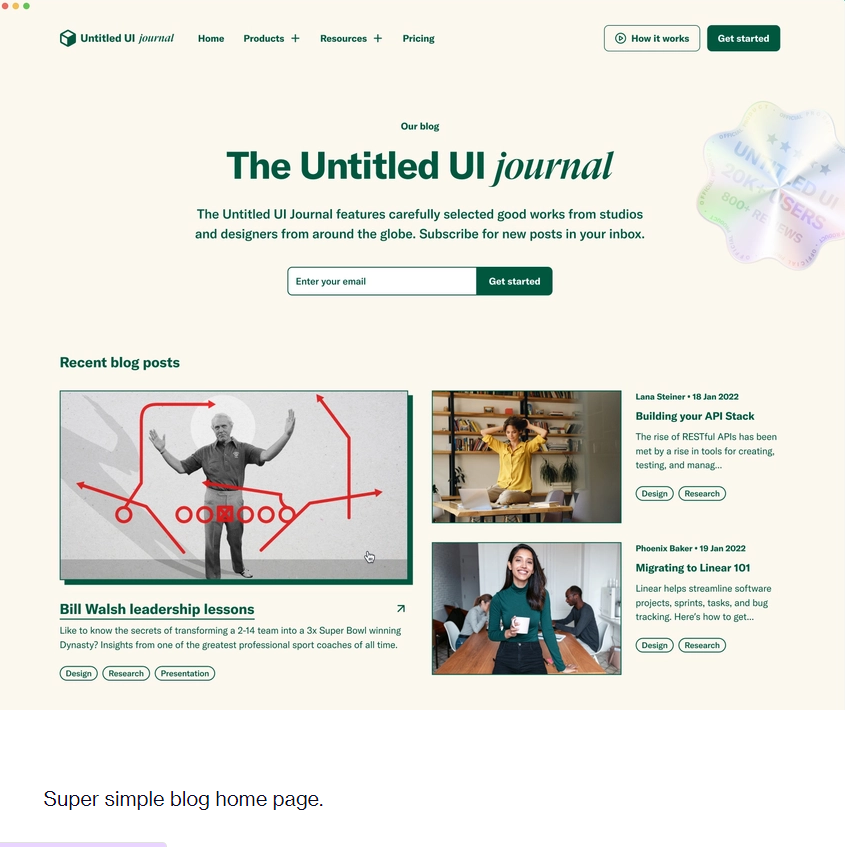 Untitled UI journal
Home
Products
Resources
Pricing
How it works
Get started
Our blog
The Untitled UI journal
The Untitled UI Journal features carefully selected good works from studios
and designers from around the globe. Subscribe for new posts in your inbox.
Enter your email
Get started
UNTITLED UI
20K+ USERS
800+ REVIEWS
Recent blog posts
Bill Walsh leadership lessons
Like to know the secrets of transforming a 2-14 team into a 3x Super Bowl winning
Dynasty? Insights from one of the greatest professional sport coaches of all time.
Design
Research
Presentation
Lana Steiner • 18 Jan 2022
Building your API Stack
The rise of RESTful APIs has been
met by a rise in tools for creating,
testing, and manag...
Design
Research
Phoenix Baker • 19 Jan 2022
Migrating to Linear 101
Linear helps streamline software
projects, sprints, tasks, and bug
tracking. Here's how to get...
Design
Research
Super simple blog home page.